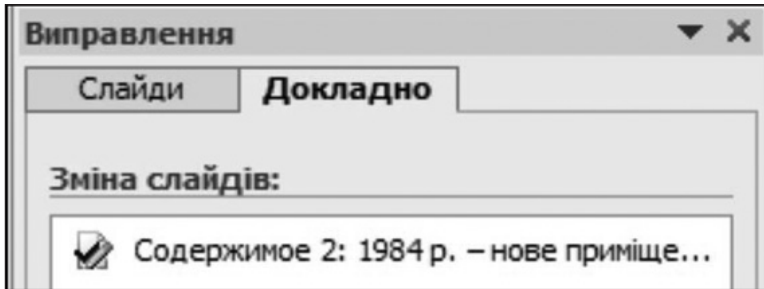 Виправлення
Слайди Докладно
Зміна слайдів:
Содержимое 2: 1984 р. – нове приміще...